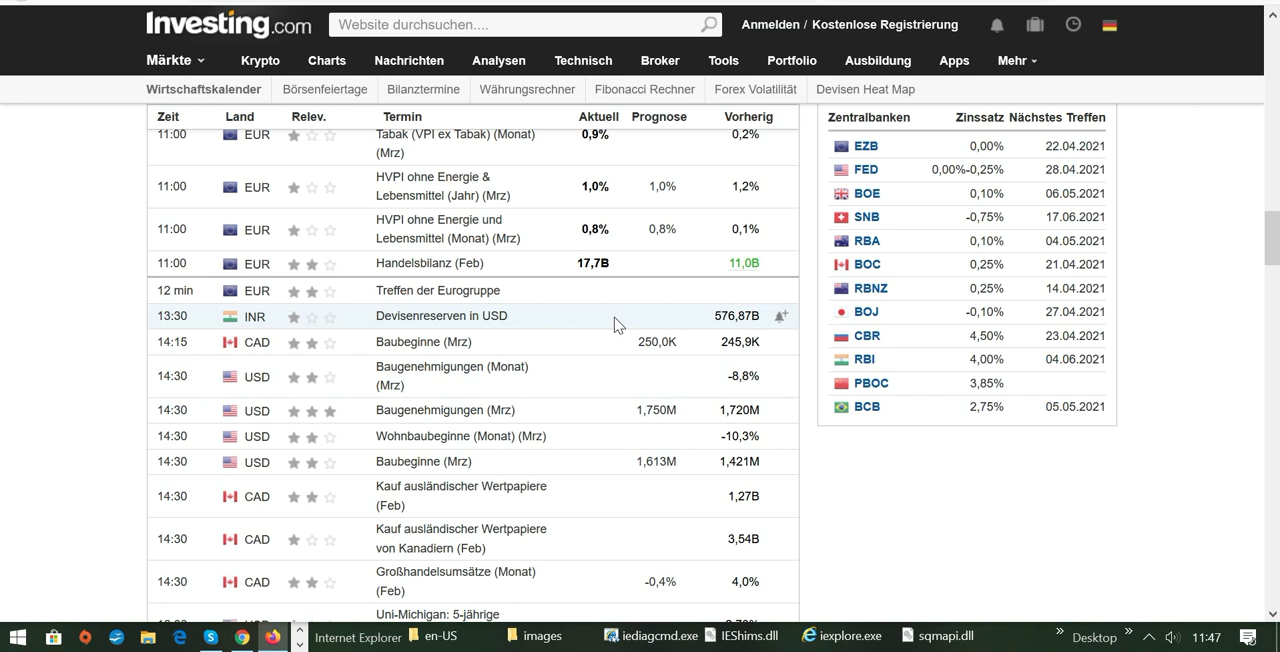 Investing.com Website durchsuchen.... Anmelden / Kostenlose Registrierung
Märkte Krypto Charts Nachrichten Analysen Technisch Broker Tools Portfolio Ausbildung Apps Mehr
Wirtschaftskalender Börsenfeiertage Bilanztermine Währungsrechner Fibonacci Rechner Forex Volatilität Devisen Heat Map
Zeit Land Relev. Termin Aktuell Prognose Vorherig
11:00 EUR Tabak (VPI ex Tabak) (Monat) 0,9% 0,2%
(Mrz)
11:00 EUR HVPI ohne Energie & 1,0% 1,0% 1,2%
Lebensmittel (Jahr) (Mrz)
11:00 EUR HVPI ohne Energie und 0,8% 0,8% 0,1%
Lebensmittel (Monat) (Mrz)
11:00 EUR Handelsbilanz (Feb) 17,7B 11,0B
12 min EUR Treffen der Eurogruppe
13:30 INR Devisenreserven in USD 576,87B
14:15 CAD Baubeginne (Mrz) 250,0K 245,9K
14:30 USD Baugenehmigungen (Monat) -8,8%
(Mrz)
14:30 USD Baugenehmigungen (Mrz) 1,750M 1,720M
14:30 USD Wohnbaubeginne (Monat) (Mrz) -10,3%
14:30 USD Baubeginne (Mrz) 1,613M 1,421M
14:30 CAD Kauf ausländischer Wertpapiere 1,27B
(Feb)
14:30 CAD Kauf ausländischer Wertpapiere 3,54B
von Kanadiern (Feb)
14:30 CAD Großhandelsumsätze (Monat) -0,4% 4,0%
(Feb)
Uni-Michigan: 5-jährige
Zentralbanken Zinssatz Nächstes Treffen
EZB 0,00% 22.04.2021
FED 0,00%-0,25% 28.04.2021
BOE 0,10% 06.05.2021
SNB -0,75% 17.06.2021
RBA 0,10% 04.05.2021
BOC 0,25% 21.04.2021
RBNZ 0,25% 14.04.2021
BOJ -0,10% 27.04.2021
CBR 4,50% 23.04.2021
RBI 4,00% 04.06.2021
PBOC 3,85%
BCB 2,75% 05.05.2021
Internet Explorer en-US images iediagcmd.exe IEShims.dll iexplore.exe sqmapi.dll Desktop 11:47